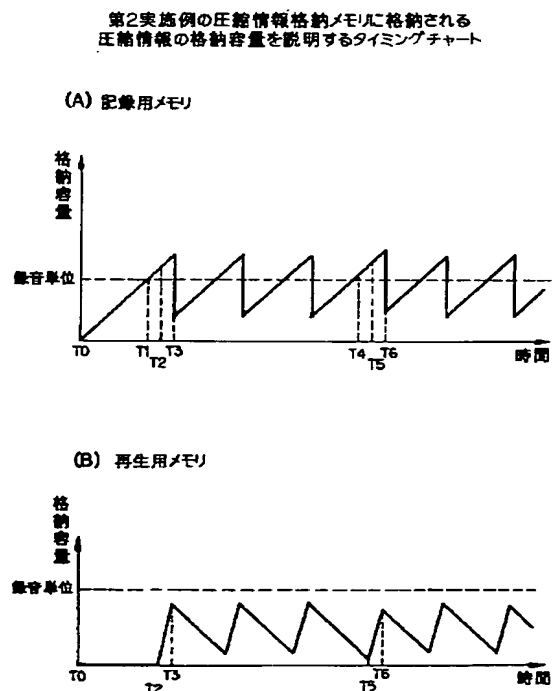 第2実施例の圧縮情報格納メモリに格納される
圧縮情報の格納容量を説明するタイミングチャート
(A) 記録用メモリ
格納容量
録音単位
T0 T1 T2 T3 T4 T5 T6 時間
(B) 再生用メモリ
格納容量
録音単位
T0 T2 T3 T5 T6 時間